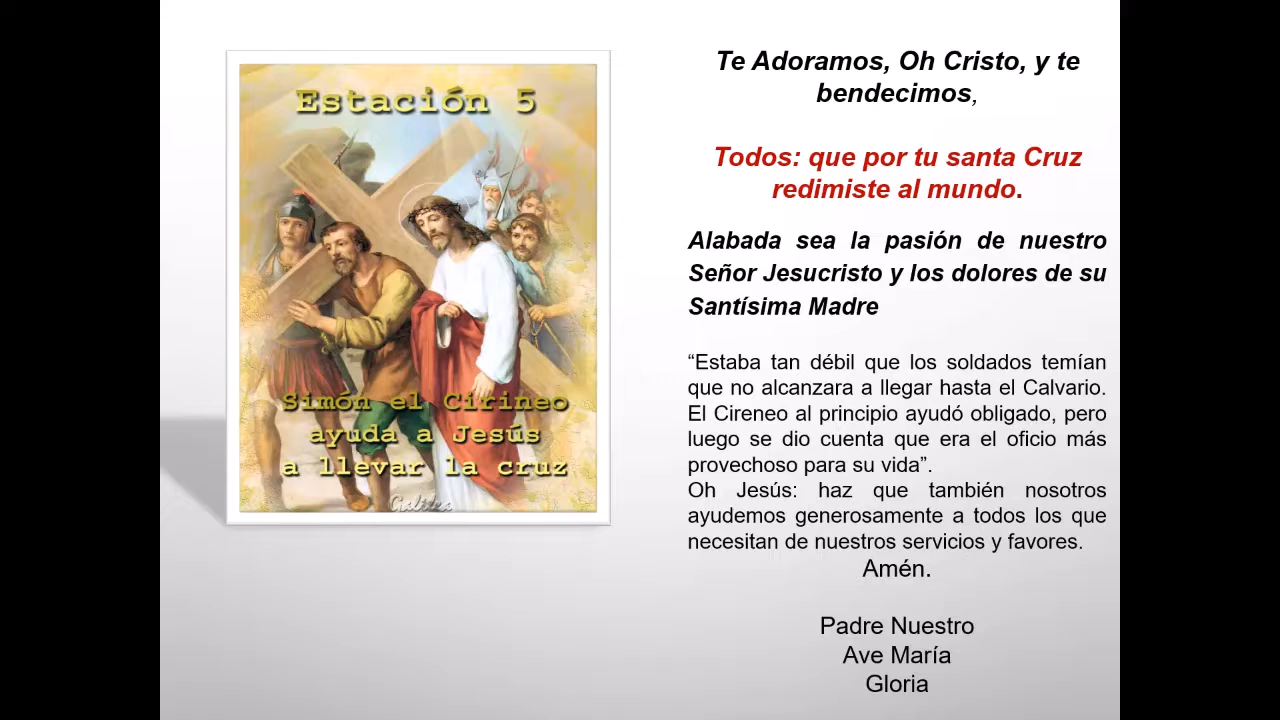 Estación 5
Simón el Cirineo
ayuda a Jesús
a llevar la cruz
Galilea
Te Adoramos, Oh Cristo, y te
bendecimos,
Todos: que por tu santa Cruz
redimiste al mundo.
Alabada sea la pasión de nuestro
Señor Jesucristo y los dolores de su
Santísima Madre
“Estaba tan débil que los soldados temían
que no alcanzara a llegar hasta el Calvario.
El Cireneo al principio ayudó obligado, pero
luego se dio cuenta que era el oficio más
provechoso para su vida”.
Oh Jesús: haz que también nosotros
ayudemos generosamente a todos los que
necesitan de nuestros servicios y favores.
Amén.
Padre Nuestro
Ave María
Gloria